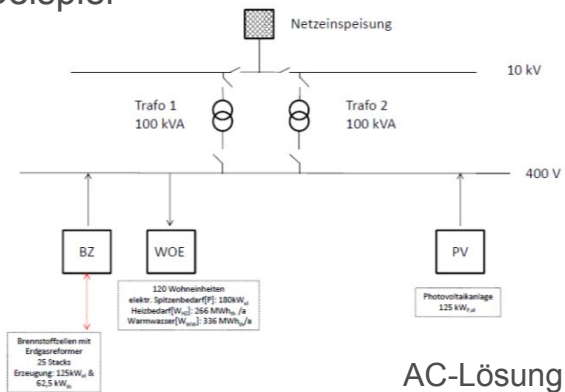 Beispiel
Netzeinspeisung
10 kV
Trafo 1
100 kVA
Trafo 2
100 kVA
400 V
BZ
WOE
PV
120 Wohneinheiten
elektr. Spitzenbedarf[P]: 180kWel
Heizbedarf[WHZ]: 266 MWhth /a
Warmwasser[WWW]: 336 MWhth/a
Photovoltaikanlage
125 kWP,el
Brennstoffzellen mit
Erdgasreformer
25 Stacks
Erzeugung: 125kWel &
62,5 kWth
AC-Lösung